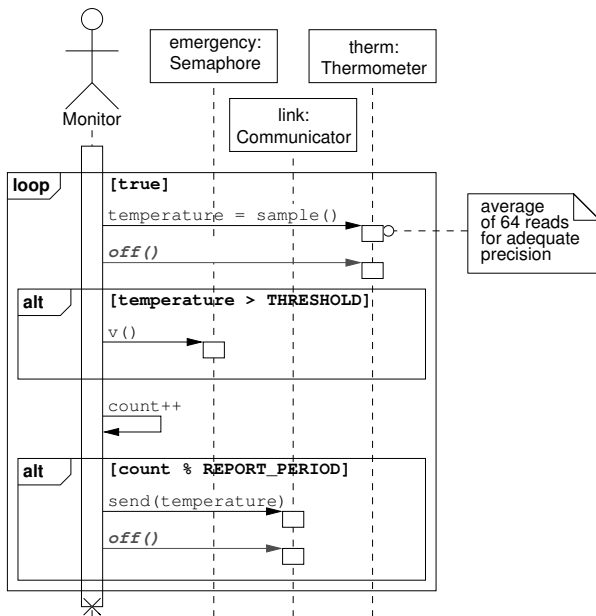 emergency:
Semaphore
therm:
Thermometer
link:
Communicator
Monitor
loop
[true]
temperature = sample()
average
of 64 reads
for adequate
precision
off()
alt
[temperature > THRESHOLD]
v()
count++
alt
[count % REPORT_PERIOD]
send(temperature)
off()